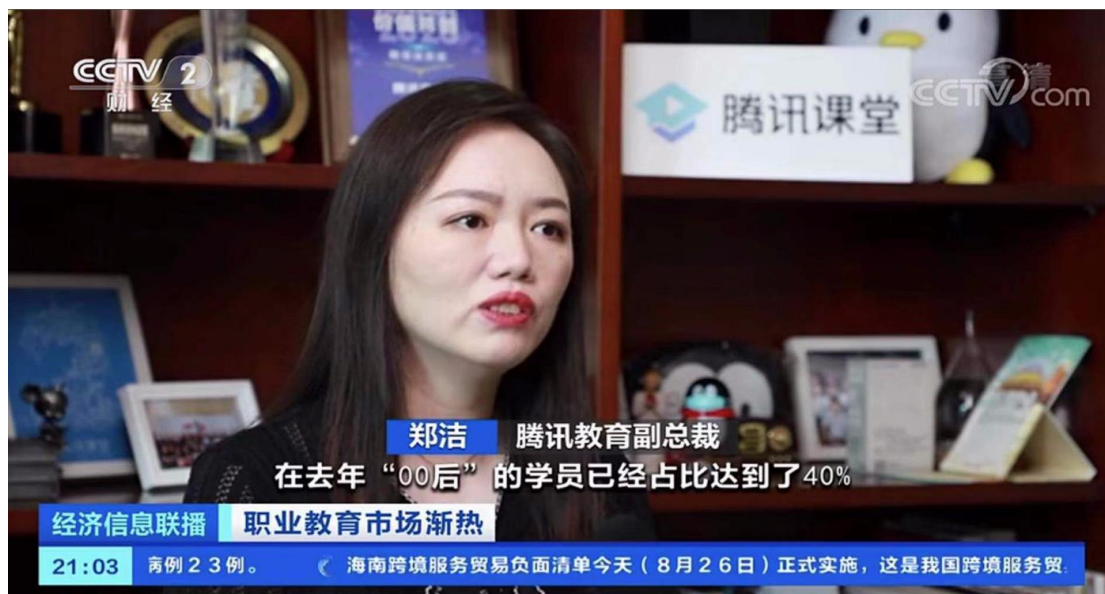 CCTV 2
财经
高清
CCTV.com
腾讯课堂
郑洁 腾讯教育副总裁
在去年“00后”的学员已经占比达到了40%
经济信息联播 职业教育市场渐热
21:03 病例23例。 海南跨境服务贸易负面清单今天（8月26日）正式实施，这是我国跨境服务贸